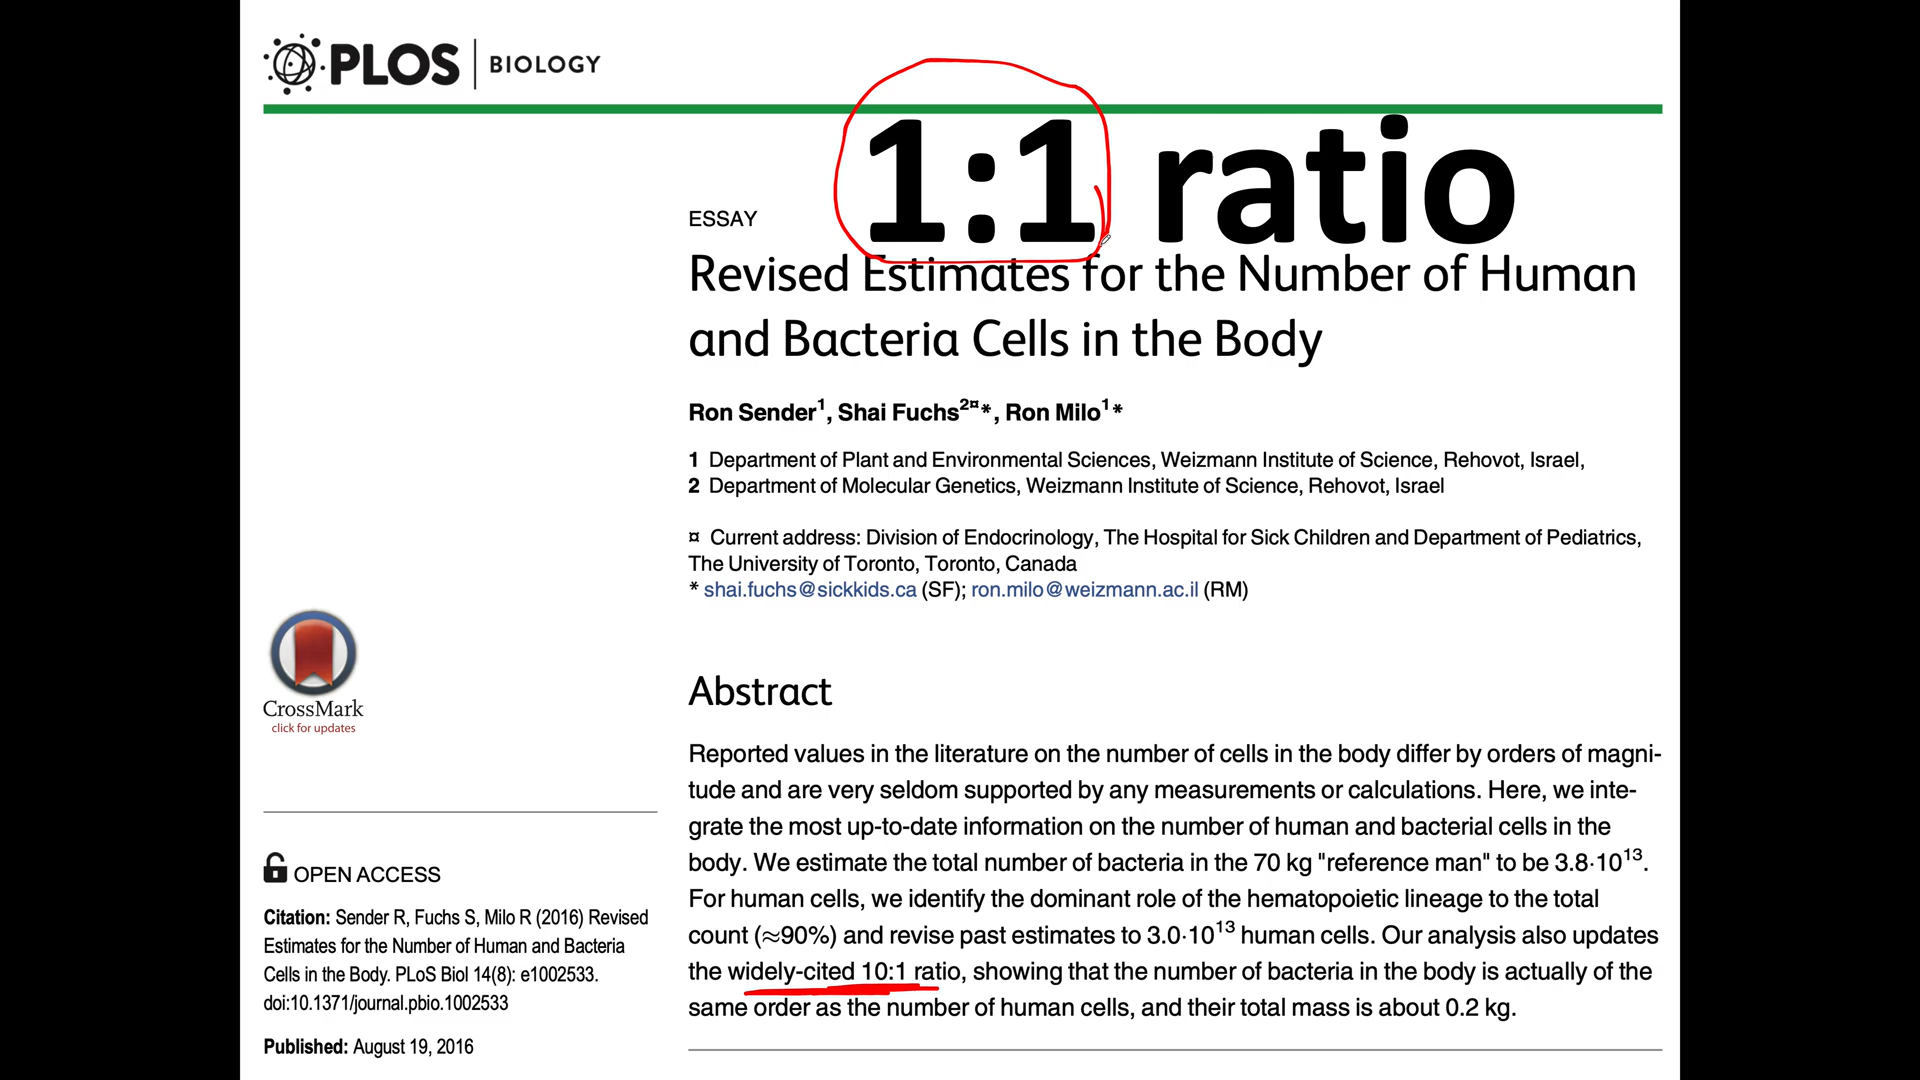 PLOS | BIOLOGY
1:1 ratio
ESSAY
Revised Estimates for the Number of Human
and Bacteria Cells in the Body
Ron Sender1, Shai Fuchs2¤*, Ron Milo1*
1 Department of Plant and Environmental Sciences, Weizmann Institute of Science, Rehovot, Israel,
2 Department of Molecular Genetics, Weizmann Institute of Science, Rehovot, Israel
¤ Current address: Division of Endocrinology, The Hospital for Sick Children and Department of Pediatrics,
The University of Toronto, Toronto, Canada
* shai.fuchs@sickkids.ca (SF); ron.milo@weizmann.ac.il (RM)
CrossMark
click for updates
Abstract
Reported values in the literature on the number of cells in the body differ by orders of magni-
tude and are very seldom supported by any measurements or calculations. Here, we inte-
grate the most up-to-date information on the number of human and bacterial cells in the
body. We estimate the total number of bacteria in the 70 kg "reference man" to be 3.8·10¹³.
For human cells, we identify the dominant role of the hematopoietic lineage to the total
count (≈90%) and revise past estimates to 3.0·10¹³ human cells. Our analysis also updates
the widely-cited 10:1 ratio, showing that the number of bacteria in the body is actually of the
same order as the number of human cells, and their total mass is about 0.2 kg.
OPEN ACCESS
Citation: Sender R, Fuchs S, Milo R (2016) Revised
Estimates for the Number of Human and Bacteria
Cells in the Body. PLoS Biol 14(8): e1002533.
doi:10.1371/journal.pbio.1002533
Published: August 19, 2016